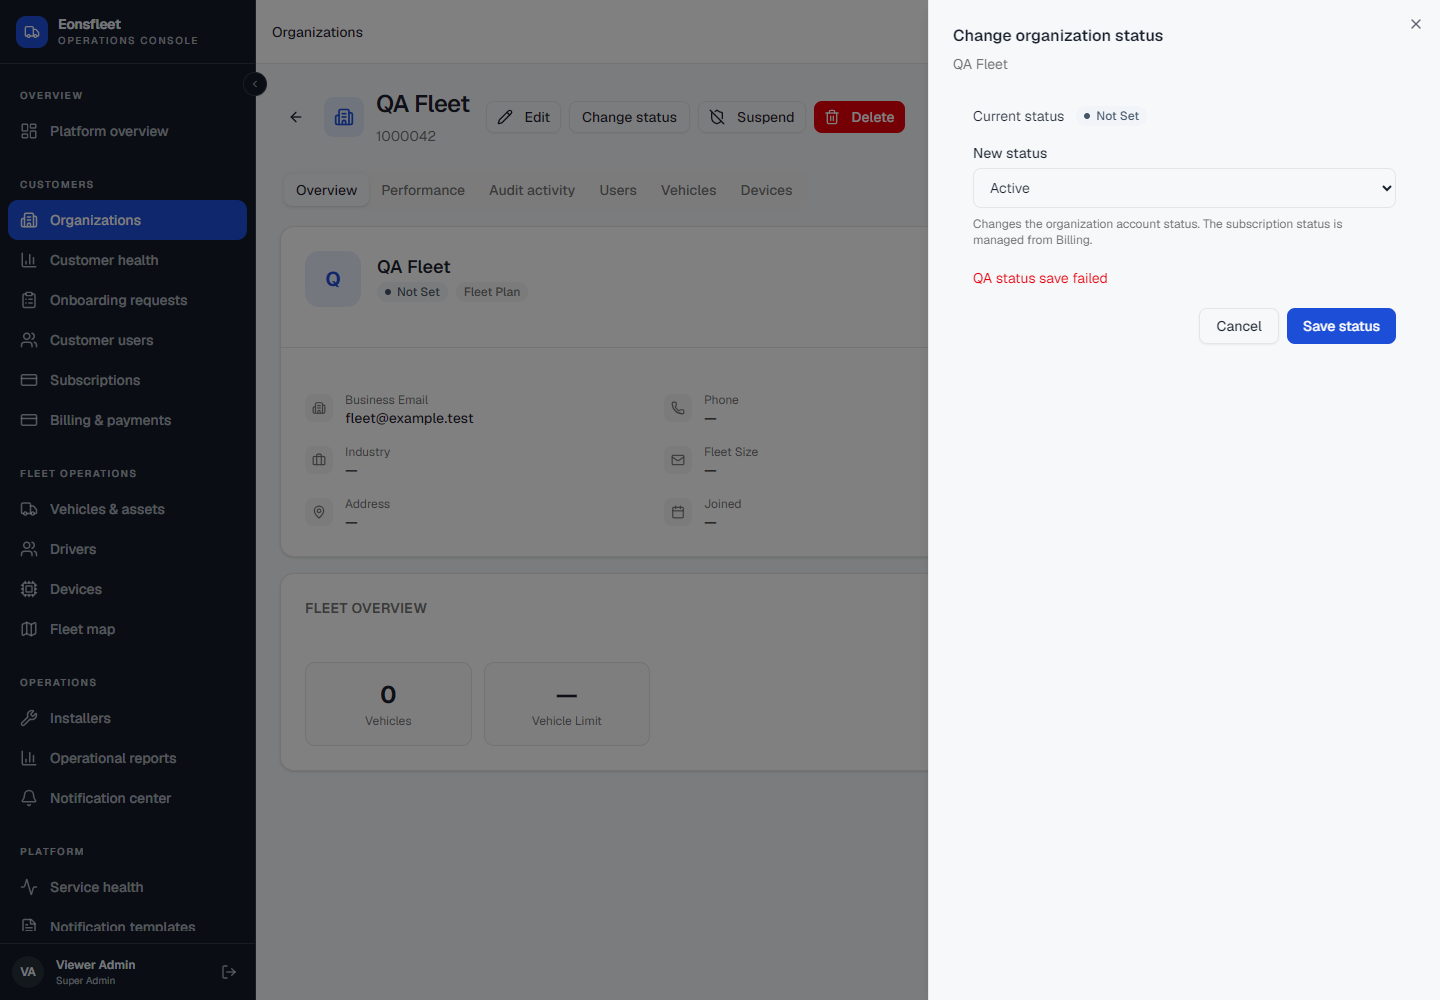 Eonsfleet
OPERATIONS CONSOLE
OVERVIEW
Platform overview
CUSTOMERS
Organizations
Customer health
Onboarding requests
Customer users
Subscriptions
Billing & payments
FLEET OPERATIONS
Vehicles & assets
Drivers
Devices
Fleet map
OPERATIONS
Installers
Operational reports
Notification center
PLATFORM
Service health
Notification templates
VA
Viewer Admin
Super Admin
Organizations
QA Fleet
1000042
Edit
Change status
Suspend
Delete
Overview Performance Audit activity Users Vehicles Devices
Q
QA Fleet
Not Set
Fleet Plan
Business Email
fleet@example.test
Phone
—
Industry
—
Fleet Size
—
Address
—
Joined
—
FLEET OVERVIEW
0
Vehicles
—
Vehicle Limit
Change organization status
QA Fleet
Current status Not Set
New status
Active
Changes the organization account status. The subscription status is
managed from Billing.
QA status save failed
Cancel
Save status